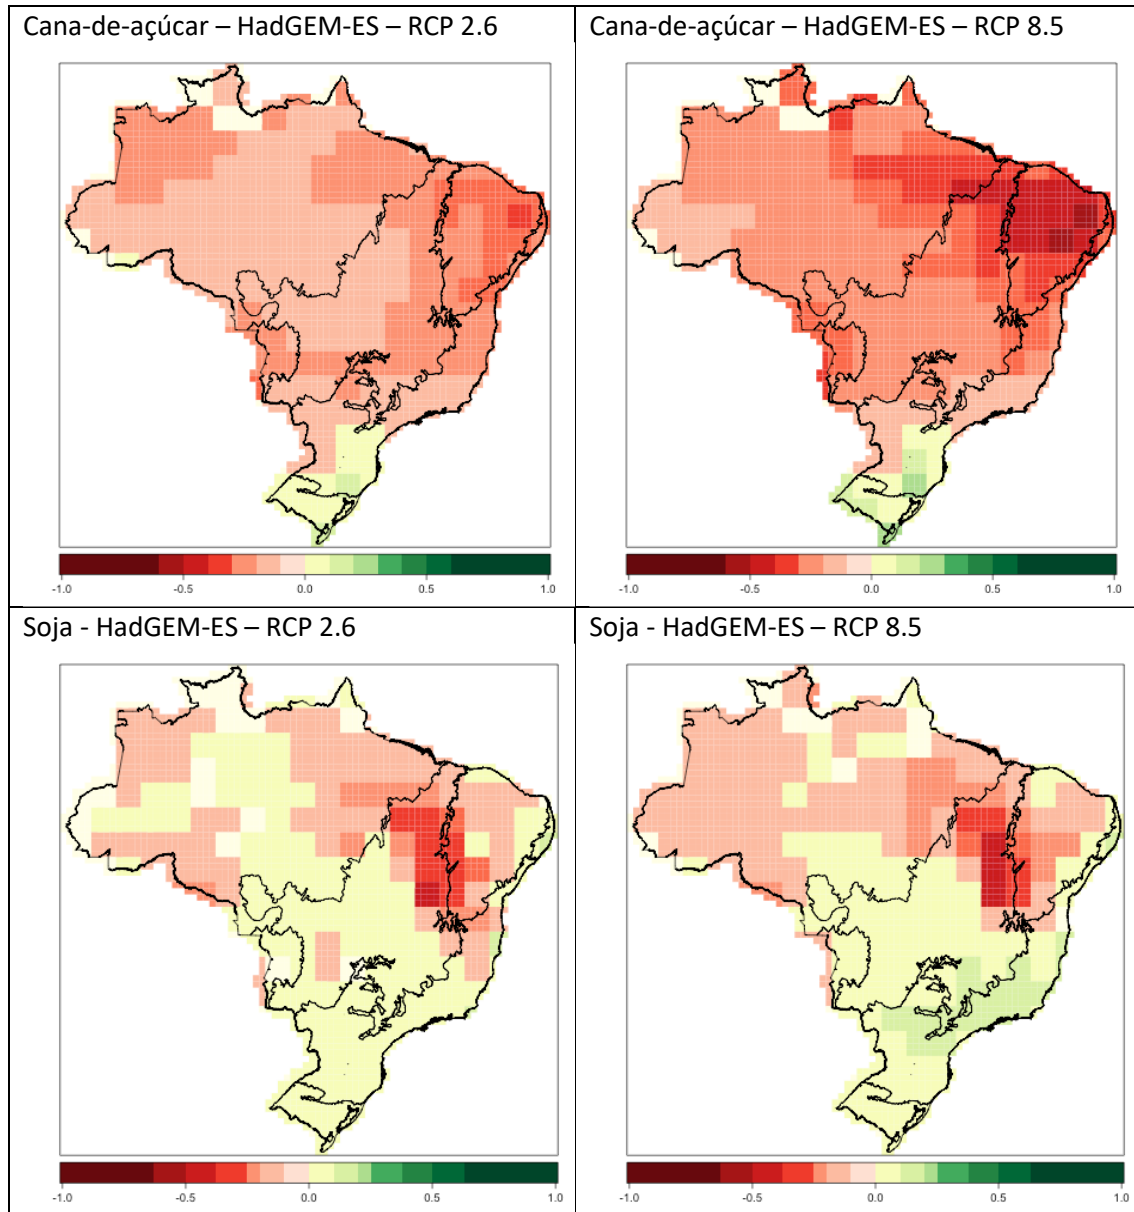 Cana-de-açúcar – HadGEM-ES – RCP 2.6
Cana-de-açúcar – HadGEM-ES – RCP 8.5
-1.0 -0.5 0.0 0.5 1.0
-1.0 -0.5 0.0 0.5 1.0
Soja - HadGEM-ES – RCP 2.6
Soja - HadGEM-ES – RCP 8.5
-1.0 -0.5 0.0 0.5 1.0
-1.0 -0.5 0.0 0.5 1.0